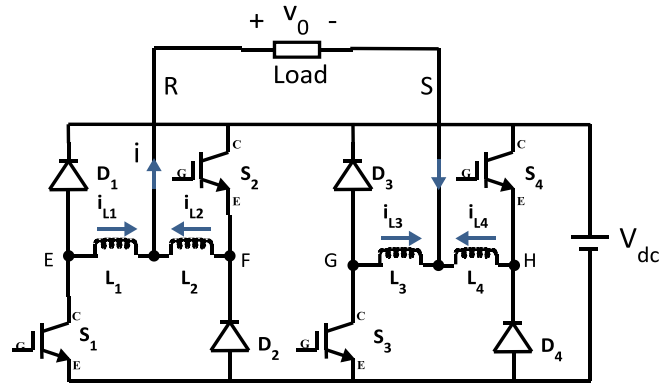 + v0 -
Load
R S
D1 i G C S2 E D3 G C S4 E
iL1 iL2 iL3 iL4
E F G H
L1 L2 L3 L4
Vdc
G C S1 E D2 G C S3 E D4